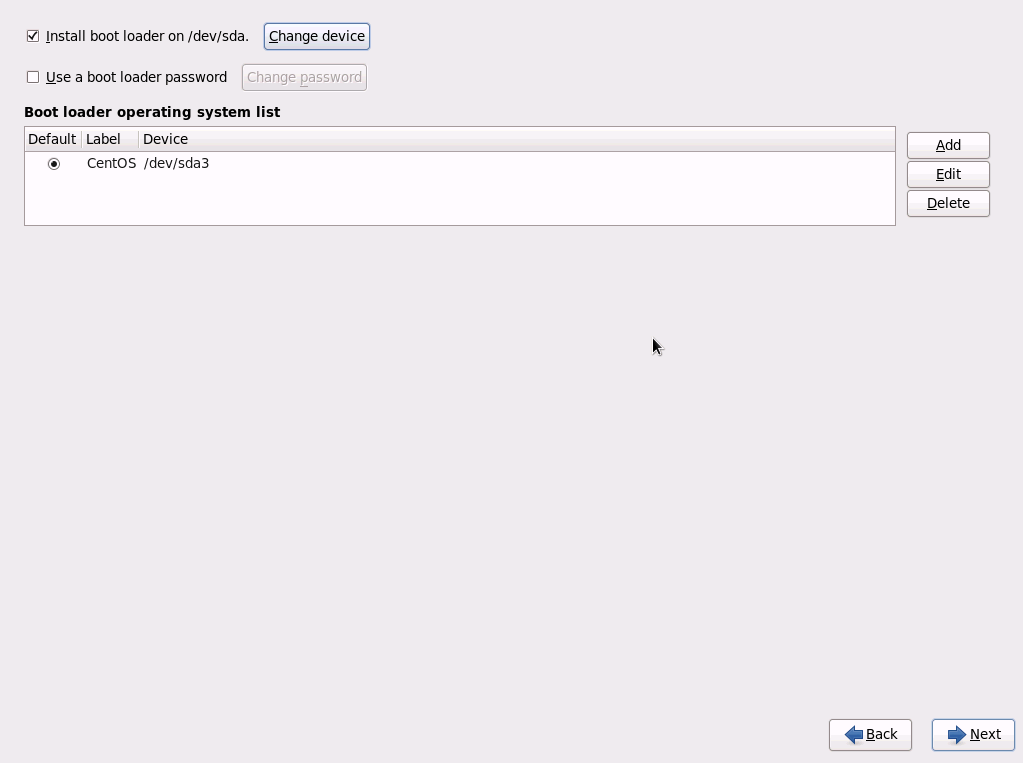 Install boot loader on /dev/sda. Change device
Use a boot loader password Change password
Boot loader operating system list
Default Label Device
CentOS /dev/sda3
Add
Edit
Delete
Back Next